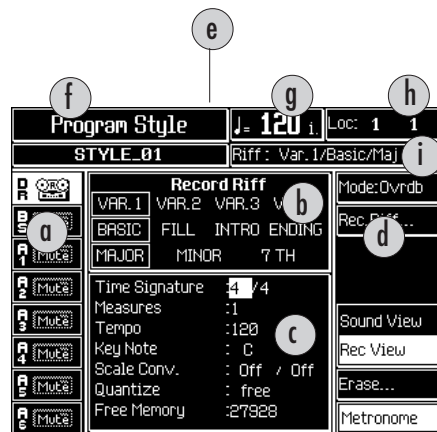 e
f
g
h
Program Style
♩= 120 i.
Loc: 1 1
STYLE_01
Riff: Var.1/Basic/Maj
i
DR
BS
Mute
a
A1 Mute
A2 Mute
A3 Mute
A4 Mute
A5 Mute
A6 Mute
Record Riff
VAR.1 VAR.2 VAR.3 V
b
BASIC FILL INTRO ENDING
MAJOR MINOR 7 TH
Time Signature :4 /4
Measures :1
Tempo :120
Key Note : C
c
Scale Conv. : Off / Off
Quantize : free
Free Memory :27928
Mode:Ovrdb
Rec.Riff...
d
Sound View
Rec View
Erase...
Metronome